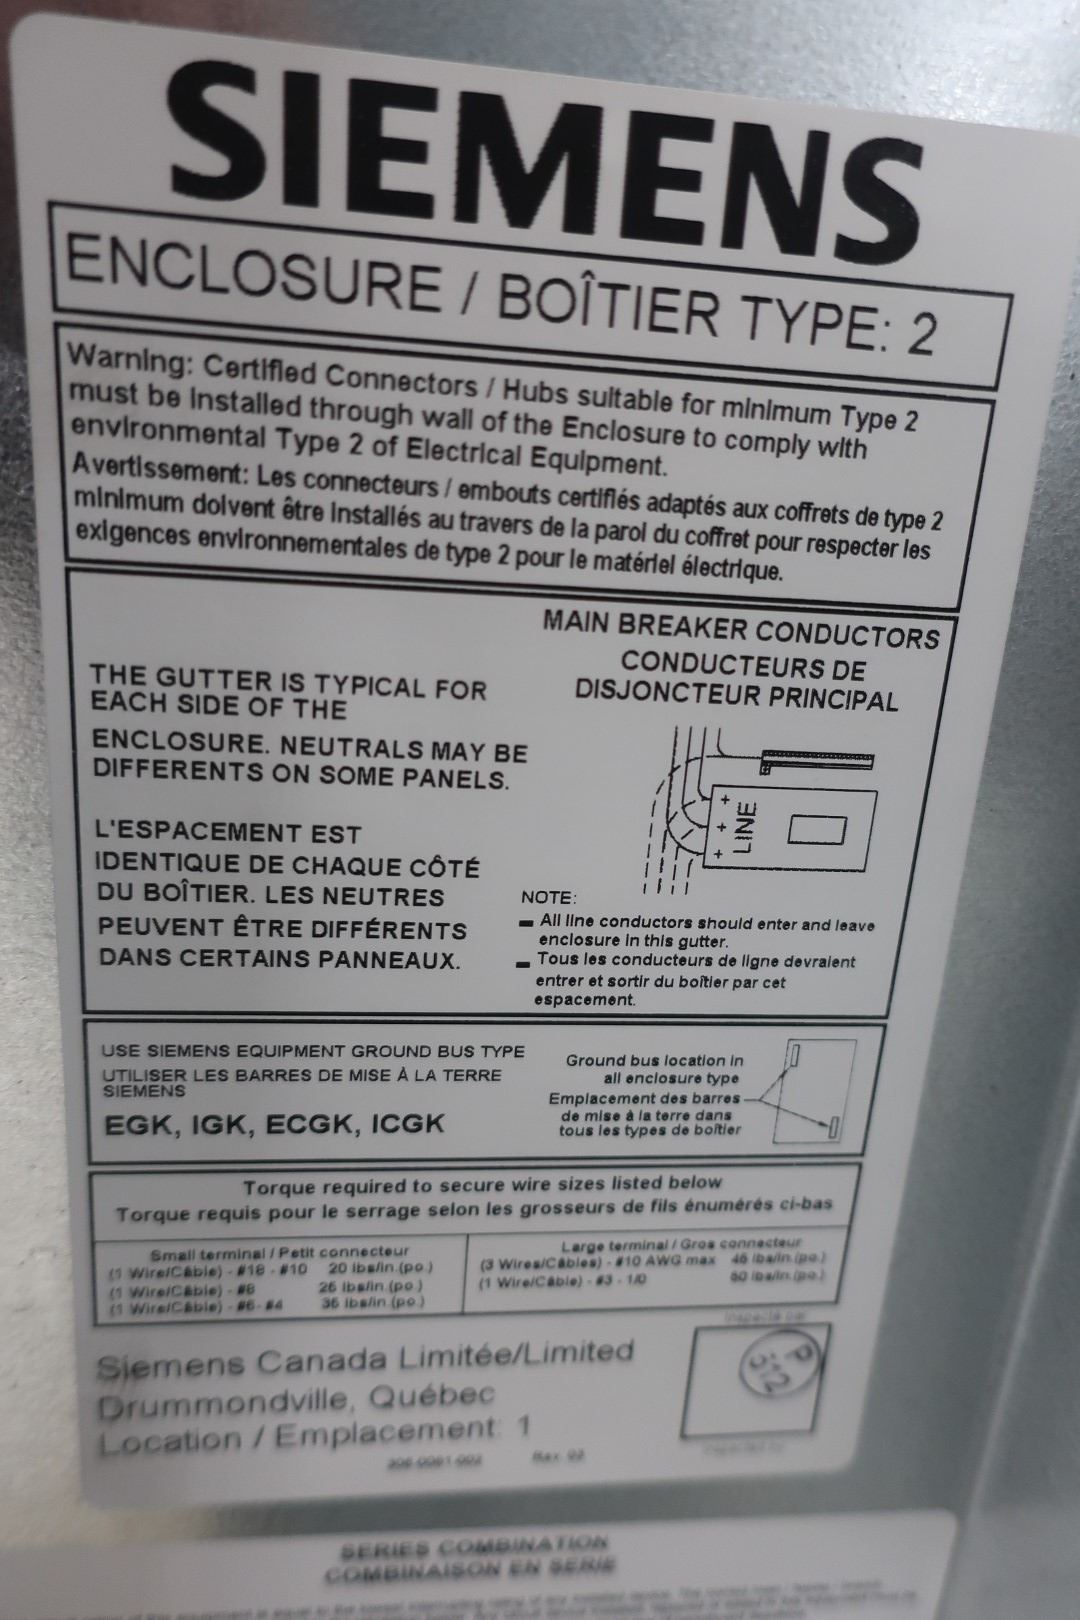 SIEMENS
ENCLOSURE / BOÎTIER TYPE: 2
Warning: Certified Connectors / Hubs suitable for minimum Type 2
must be installed through wall of the Enclosure to comply with
environmental Type 2 of Electrical Equipment.
Avertissement: Les connecteurs / embouts certifiés adaptés aux coffrets de type 2
minimum doivent être installés au travers de la paroi du coffret pour respecter les
exigences environnementales de type 2 pour le matériel électrique.
THE GUTTER IS TYPICAL FOR
EACH SIDE OF THE
ENCLOSURE. NEUTRALS MAY BE
DIFFERENTS ON SOME PANELS.
L'ESPACEMENT EST
IDENTIQUE DE CHAQUE CÔTÉ
DU BOÎTIER. LES NEUTRES
PEUVENT ÊTRE DIFFÉRENTS
DANS CERTAINS PANNEAUX.
MAIN BREAKER CONDUCTORS
CONDUCTEURS DE
DISJONCTEUR PRINCIPAL
LINE
NOTE:
- All line conductors should enter and leave
enclosure in this gutter.
- Tous les conducteurs de ligne devraient
entrer et sortir du boîtier par cet
espacement.
USE SIEMENS EQUIPMENT GROUND BUS TYPE
UTILISER LES BARRES DE MISE À LA TERRE
SIEMENS
EGK, IGK, ECGK, ICGK
Ground bus location in
all enclosure type
Emplacement des barres
de mise à la terre dans
tous les types de boîtier
Torque required to secure wire sizes listed below
Torque requis pour le serrage selon les grosseurs de fils énumérés ci-bas
Small terminal / Petit connecteur
(1 Wire/Câble) - #18 - #10 20 lbs/in.(po.)
(1 Wire/Câble) - #8 25 lbs/in.(po.)
(1 Wire/Câble) - #6- #4 35 lbs/in.(po.)
Large terminal / Gros connecteur
(3 Wires/Câbles) - #10 AWG max 45 lbs/in.(po.)
(1 Wire/Câble) - #3 - 1/0 50 lbs/in.(po.)
Siemens Canada Limitée/Limited
Drummondville, Québec
Location / Emplacement: 1
Rev. 02
Inspecté par
P
312
Inspected by
SERIES COMBINATION
COMBINAISON EN SÉRIE